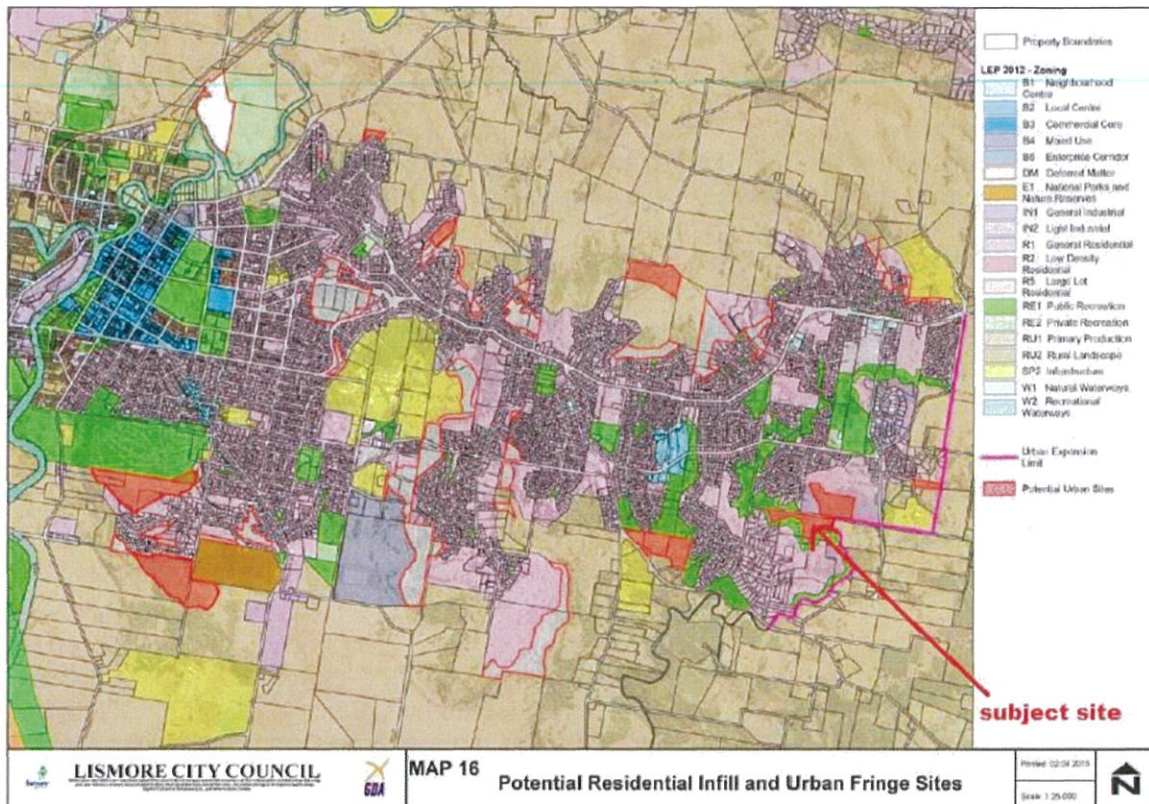 Property Boundaries
LEP 2012 - Zoning
B1 Neighbourhood
Centre
B2 Local Centre
B3 Commercial Core
B4 Mixed Use
B6 Enterprise Corridor
DM Deferred Matter
E1 National Parks and
Nature Reserves
IN1 General Industrial
IN2 Light Industrial
R1 General Residential
R2 Low Density
Residential
R5 Large Lot
Residential
RE1 Public Recreation
RE2 Private Recreation
RU1 Primary Production
RU2 Rural Landscape
SP2 Infrastructure
W1 Natural Waterways
W2 Recreational
Waterways
Urban Expansion
Limit
Potential Urban Sites
subject site
LISMORE CITY COUNCIL
GDA
MAP 16
Potential Residential Infill and Urban Fringe Sites
N